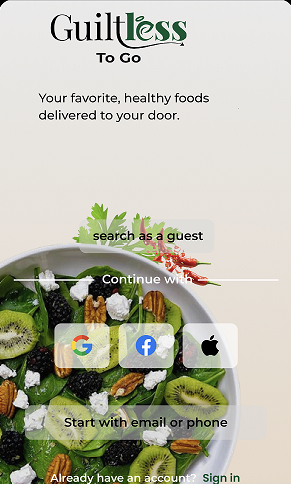 Guiltless
To Go
Your favorite, healthy foods
delivered to your door.
search as a guest
Continue with
Start with email or phone
Already have an account? Sign in